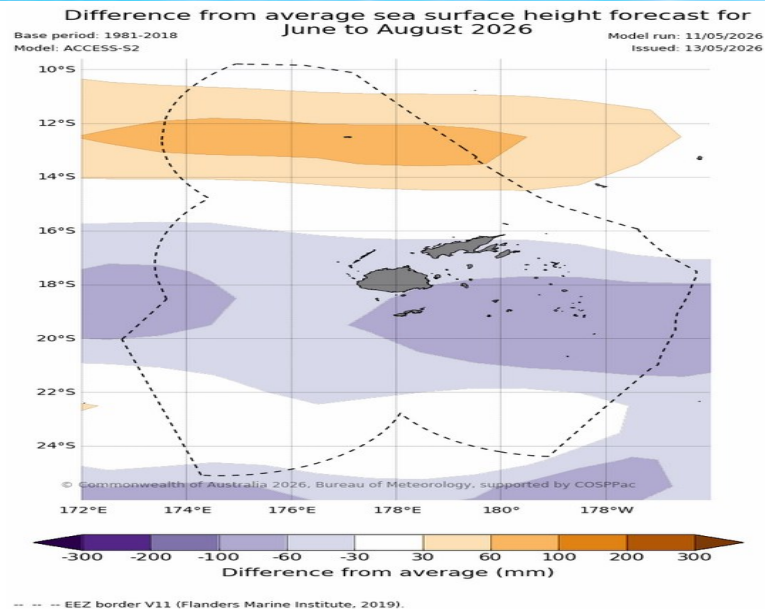 Difference from average sea surface height forecast for
June to August 2026
Base period: 1981-2018
Model: ACCESS-S2
Model run: 11/05/2026
Issued: 13/05/2026
10°S
12°S
14°S
16°S
18°S
20°S
22°S
24°S
© Commonwealth of Australia 2026, Bureau of Meteorology, supported by COSPPac
172°E 174°E 176°E 178°E 180° 178°W
-300 -200 -100 -60 -30 30 60 100 200 300
Difference from average (mm)
-- -- -- EEZ border V11 (Flanders Marine Institute, 2019).